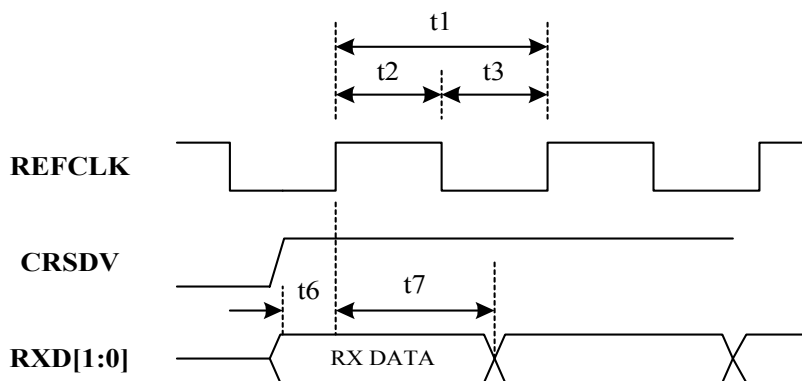 t1
t2 t3
REFCLK
CRSDV
t6 t7
RXD[1:0] RX DATA